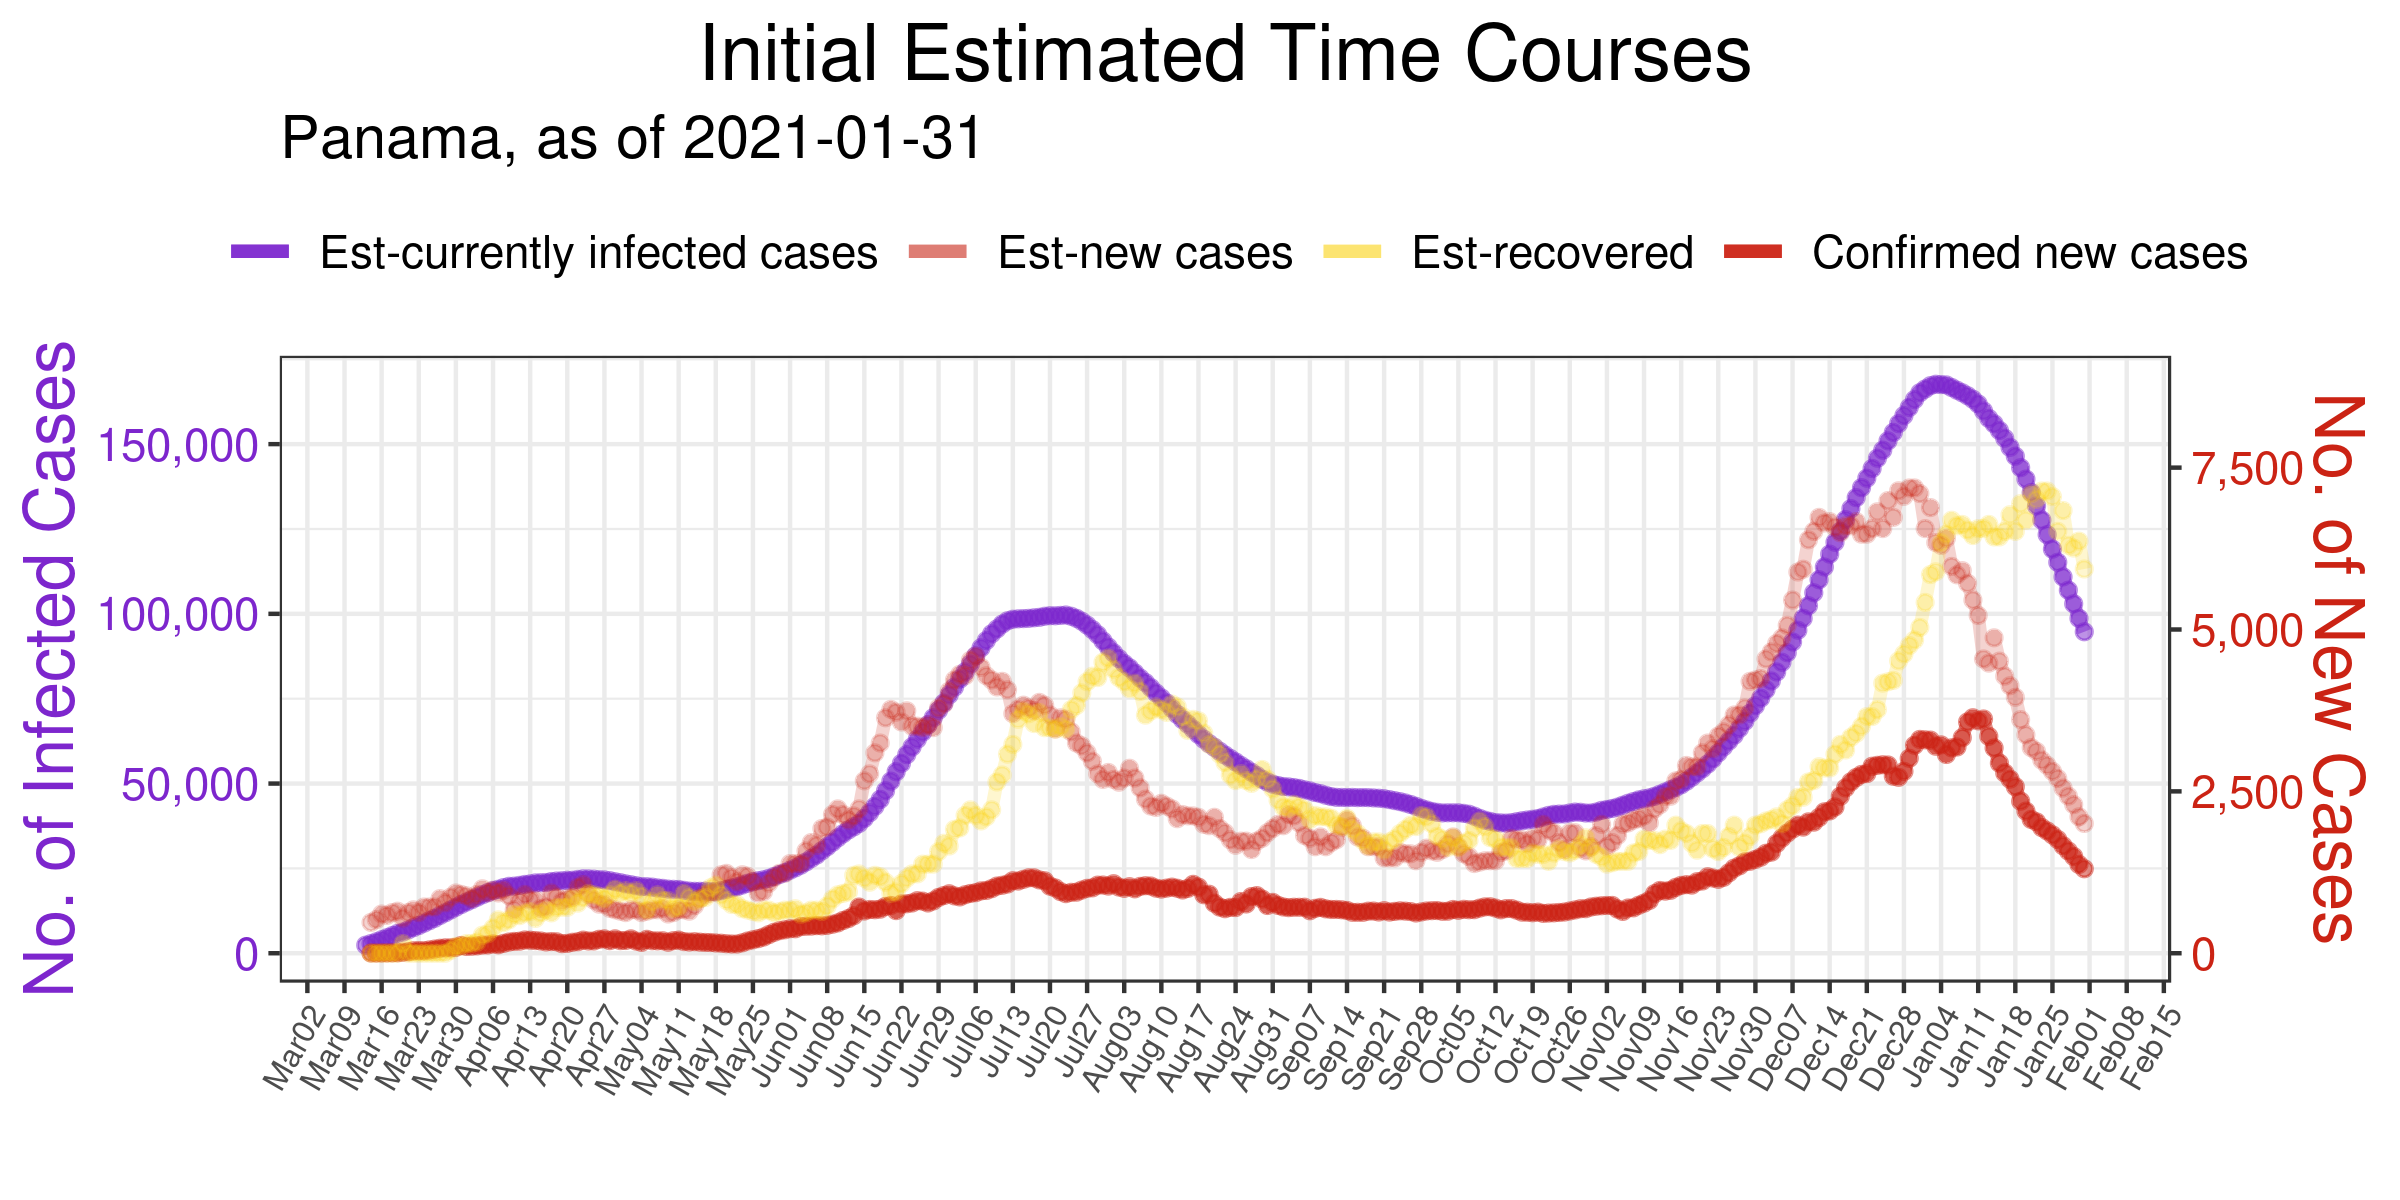 Initial Estimated Time Courses
Panama, as of 2021-01-31
Est-currently infected cases Est-new cases Est-recovered Confirmed new cases
No. of Infected Cases
150,000
100,000
50,000
0
7,500
5,000
2,500
0
No. of New Cases
Mar02 Mar09 Mar16 Mar23 Mar30 Apr06 Apr13 Apr20 Apr27 May04 May11 May18 May25 Jun01 Jun08 Jun15 Jun22 Jun29 Jul06 Jul13 Jul20 Jul27 Aug03 Aug10 Aug17 Aug24 Aug31 Sep07 Sep14 Sep21 Sep28 Oct05 Oct12 Oct19 Oct26 Nov02 Nov09 Nov16 Nov23 Nov30 Dec07 Dec14 Dec21 Dec28 Jan04 Jan11 Jan18 Jan25 Feb01 Feb08 Feb15